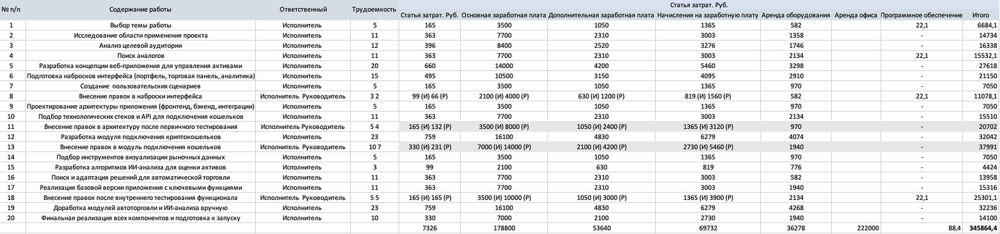 Статья затрат. Руб.
№ п/п Содержание работы Ответственный Трудоемкость
Статья затрат. Руб. Основная заработная плата Дополнительная заработная плата Начисления на заработную плату Аренда оборудования Аренда офиса Программное обеспечение Итого
1 Выбор темы работы Исполнитель 5 165 3500 1050 1365 582 22,1 6684,1
2 Исследование области применения проекта Исполнитель 11 363 7700 2310 3003 1358 - 14734
3 Анализ целевой аудитории Исполнитель 12 396 8400 2520 3276 1746 - 16338
4 Поиск аналогов Исполнитель 11 363 7700 2310 3003 2134 22,1 15532,1
5 Разработка концепции веб-приложения для управления активами Исполнитель 20 660 14000 4200 5460 3298 - 27618
6 Подготовка набросков интерфейса (портфель, торговая панель, аналитика) Исполнитель 15 495 10500 3150 4095 2910 - 21150
7 Создание пользовательских сценариев Исполнитель 5 165 3500 1050 1365 970 - 7050
8 Внесение правок в наброски интерфейса Исполнитель Руководитель 3 2 99 (И) 66 (Р) 2100 (И) 4000 (Р) 630 (И) 1200 (Р) 819 (И) 1560 (Р) 582 22,1 11078,1
9 Проектирование архитектуры приложения (фронтенд, бэкенд, интеграции) Исполнитель 5 165 3500 1050 1365 970 - 7050
10 Подбор технологических стеков и API для подключения кошельков Исполнитель 11 363 7700 2310 3003 2134 - 15510
11 Внесение правок в архитектуру после первичного тестирования Исполнитель Руководитель 5 4 165 (И) 132 (Р) 3500 (И) 8000 (Р) 1050 (И) 2400 (Р) 1365 (И) 3120 (Р) 970 - 20702
12 Разработка модуля подключения криптокошельков Исполнитель 23 759 16100 4830 6279 4074 - 32042
13 Внесение правок в модуль подключения кошельков Исполнитель Руководитель 10 7 330 (И) 231 (Р) 7000 (И) 14000 (Р) 2100 (И) 4200 (Р) 2730 (И) 5460 (Р) 1940 - 37991
14 Подбор инструментов визуализации рыночных данных Исполнитель 5 165 3500 1050 1365 970 - 7050
15 Разработка алгоритмов ИИ-анализа для оценки активов Исполнитель 3 99 2100 630 819 776 - 4424
16 Поиск и адаптация решений для автоматической торговли Исполнитель 11 363 7700 2310 3003 582 - 13958
17 Реализация базовой версии приложения с ключевыми функциями Исполнитель 11 363 7700 2310 3003 1940 - 15316
18 Внесение правок после внутреннего тестирования функционала Исполнитель Руководитель 5 5 165 (И) 165 (Р) 3500 (И) 10000 (Р) 1050 (И) 3000 (Р) 1365 (И) 3900 (Р) 2134 22,1 25301,1
19 Доработка модулей автоторговли и ИИ-анализа вручную Исполнитель 23 759 16100 4830 6279 4268 - 32236
20 Финальная реализация всех компонентов и подготовка к запуску Исполнитель 10 330 7000 2100 2730 1940 - 14100
7326 178800 53640 69732 36278 222000 88,4 345864,4